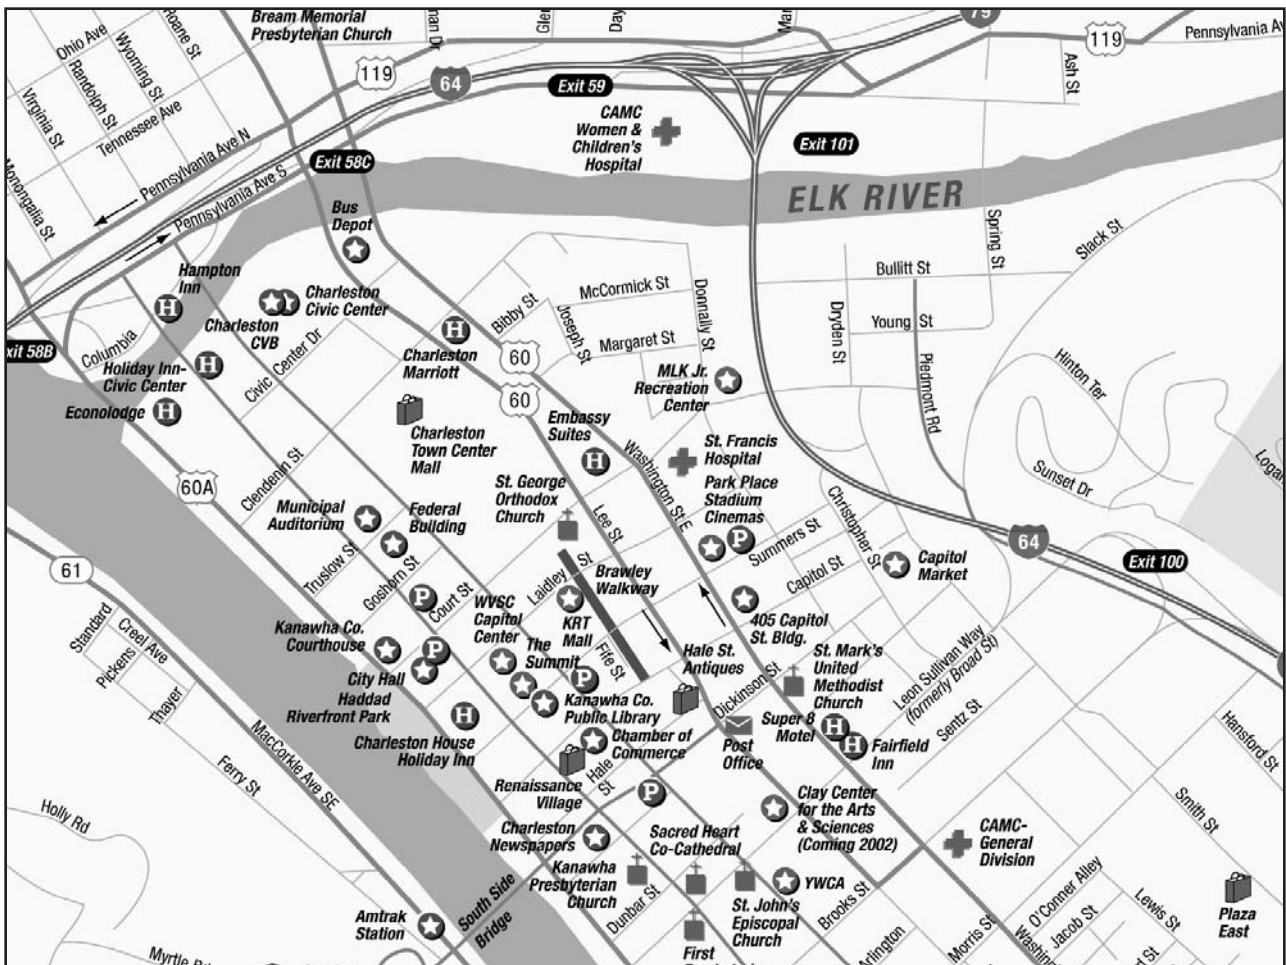 Bream Memorial
Presbyterian Church
Glen
Day
79
119
Pennsylvania Av
Ohio Ave
Wyoming St
Roane St
Randolph St
Virginia St
Tennessee Ave
Monongalia St
119
64
Exit 59
Ash St
CAMC
Women &
Children's
Hospital
Exit 101
Pennsylvania Ave N
Pennsylvania Ave S
Exit 58C
ELK RIVER
Bus
Depot
Spring St
Slack St
Hampton
Inn
H
Charleston
Civic Center
Charleston
CVB
Bullitt St
McCormick St
Donnally St
Bibby St
Joseph St
Margaret St
Dryden St
Young St
Piedmont Rd
Hinton Ter
Exit 58B
Columbia
Civic Center Dr
H
Charleston
Marriott
60
Holiday Inn-
Civic Center
H
Econolodge
H
60
MLK Jr.
Recreation
Center
Charleston
Town Center
Mall
Embassy
Suites
H
Washington St E
St. Francis
Hospital
Sunset Dr
Logan
60A
Clendenin St
St. George
Orthodox
Church
Lee St
Park Place
Stadium
Cinemas
P
Summers St
Christopher St
Municipal
Auditorium
Federal
Building
64
Exit 100
61
Truslow St
Goshorn St
Court St
P
Laidley St
Brawley
Walkway
Capitol St
Capitol
Market
WVSC
Capitol
Center
KRT
Mall
405 Capitol
St. Bldg.
Standard
Creel Ave
Pickens
Thayer
Kanawha Co.
Courthouse
P
City Hall
The
Summit
Fife St
P
Hale St.
Antiques
St. Mark's
United
Methodist
Church
Leon Sullivan Way
(formerly Broad St)
Haddad
Riverfront Park
Kanawha Co.
Public Library
Dickinson St
Sentz St
Hansford St
H
Charleston House
Holiday Inn
Chamber of
Commerce
Post
Office
Super 8
Motel
H
H
Fairfield
Inn
MacCorkle Ave SE
Ferry St
Renaissance
Village
Hale
St
P
Clay Center
for the Arts
& Sciences
(Coming 2002)
Smith St
Holly Rd
Charleston
Newspapers
Sacred Heart
Co-Cathedral
CAMC-
General
Division
Kanawha
Presbyterian
Church
Dunbar St
YWCA
St. John's
Episcopal
Church
Brooks St
O'Connor Alley
Lewis St
Jacob St
Plaza
East
South Side
Bridge
Amtrak
Station
First
Arlington
Morris St